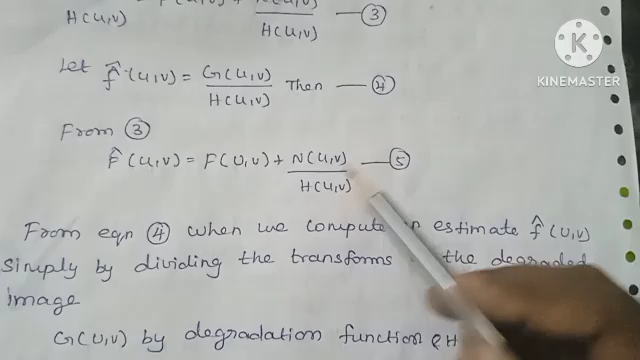 H(U,V) H(U,V) ③
Let f̂(U,V) = G(U,V)/H(U,V) Then — ④
From ③
F̂(U,V) = F(U,V) + N(U,V)/H(U,V) — ⑤
From eqn ④ when we compute estimate f̂(U,V)
simply by dividing the transforms the degraded
image
G(U,V) by degradation function
K
KINEMASTER